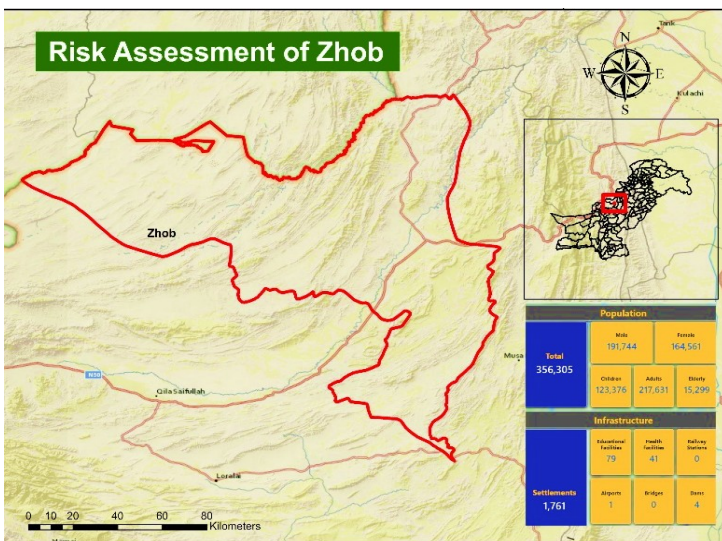 Risk Assessment of Zhob
Tank
Kulachi
N
W E
S
Zhob
Musa
N50
Qila Saifullah
Loralai
0 10 20 40 60 80
Kilometers
Population
Total
356,305
Male
191,744
Female
164,561
Children
123,376
Adults
217,631
Elderly
15,299
Infrastructure
Settlements
1,761
Educational
facilities
79
Health
facilities
41
Railway
Stations
0
Airports
1
Bridges
0
Dams
4